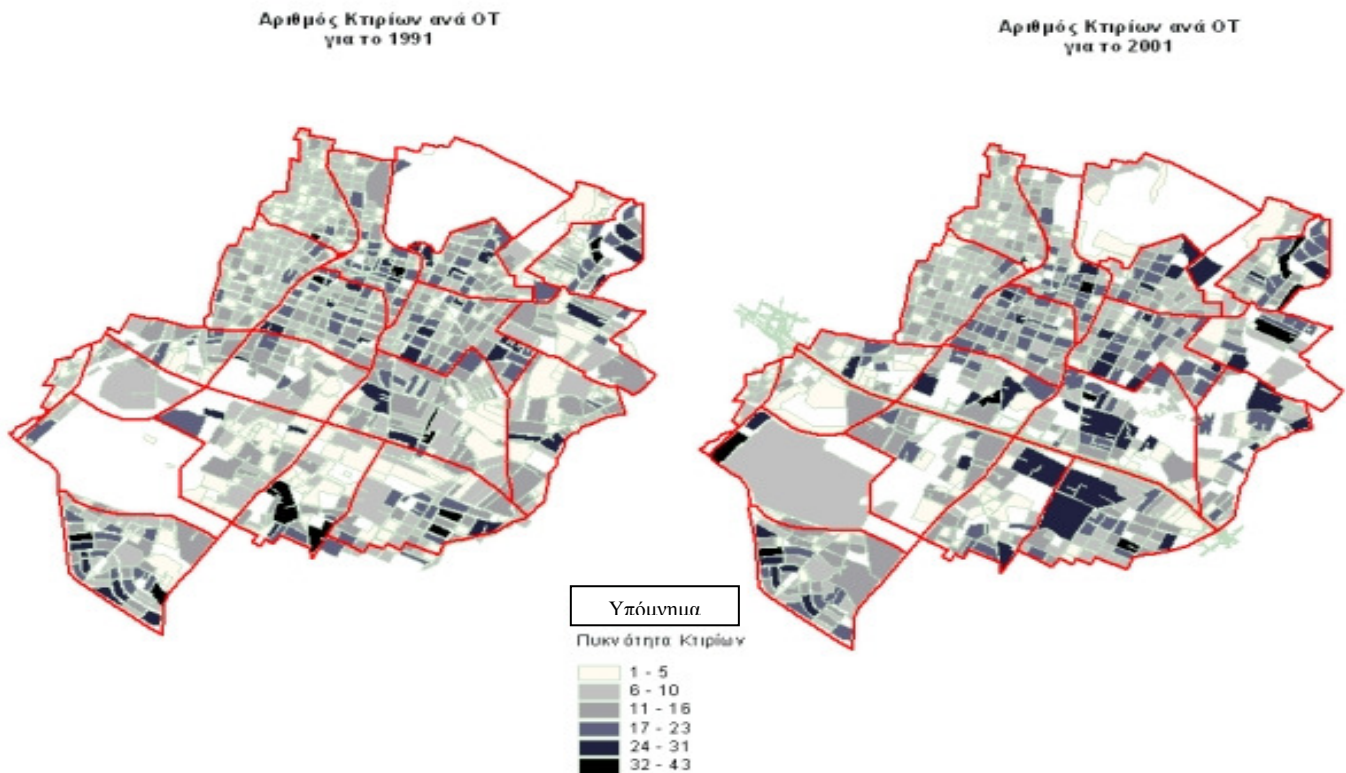 Αριθμός Κτιρίων ανά ΟΤ
για το 1991
Αριθμός Κτιρίων ανά ΟΤ
για το 2001
Υπόμνημα
Πυκνότητα Κτιρίων
1 - 5
6 - 10
11 - 16
17 - 23
24 - 31
32 - 43